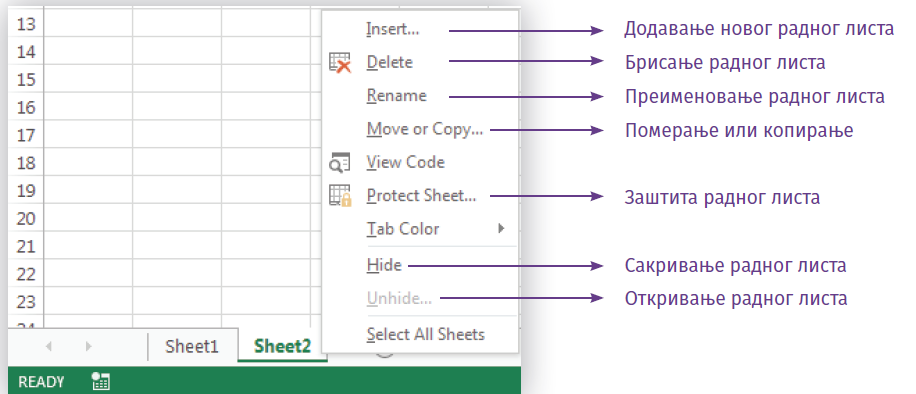 13
Insert...
Додавање новог радног листа
14
15
Delete
Брисање радног листа
16
Rename
Преименовање радног листа
17
Move or Copy...
Померање или копирање
18
View Code
19
Protect Sheet...
Заштита радног листа
20
Tab Color
21
22
Hide
Сакривање радног листа
23
Unhide...
Откривање радног листа
24
Select All Sheets
Sheet1
Sheet2
READY